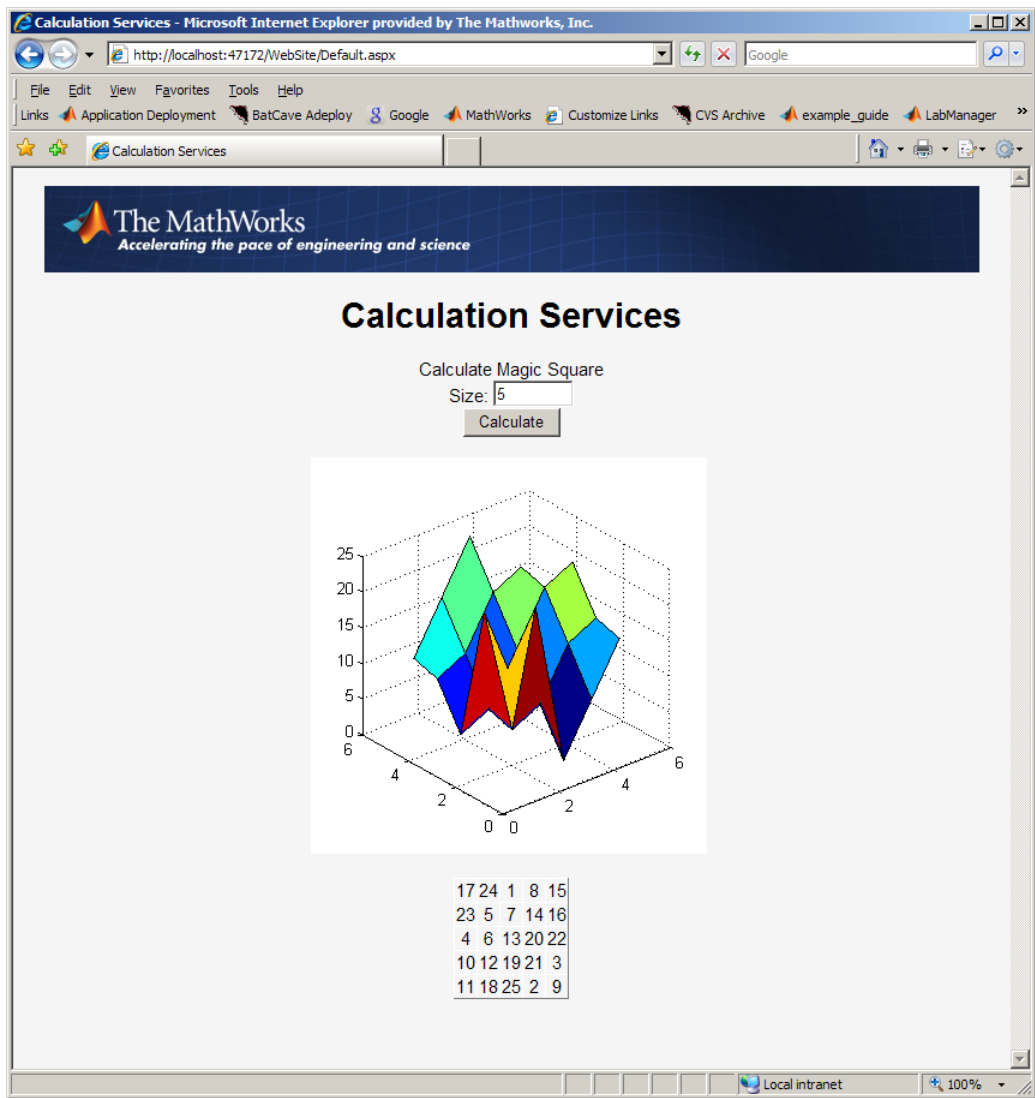 Calculation Services - Microsoft Internet Explorer provided by The Mathworks, Inc.
http://localhost:47172/WebSite/Default.aspx
Google
File Edit View Favorites Tools Help
Links Application Deployment BatCave Adeploy Google MathWorks Customize Links CVS Archive example_guide LabManager »
Calculation Services
The MathWorks
Accelerating the pace of engineering and science
Calculation Services
Calculate Magic Square
Size: 5
Calculate
25
20
15
10
5
0
6
4
2
0
0
2
4
6
17 24 1 8 15
23 5 7 14 16
4 6 13 20 22
10 12 19 21 3
11 18 25 2 9
Local intranet 100%